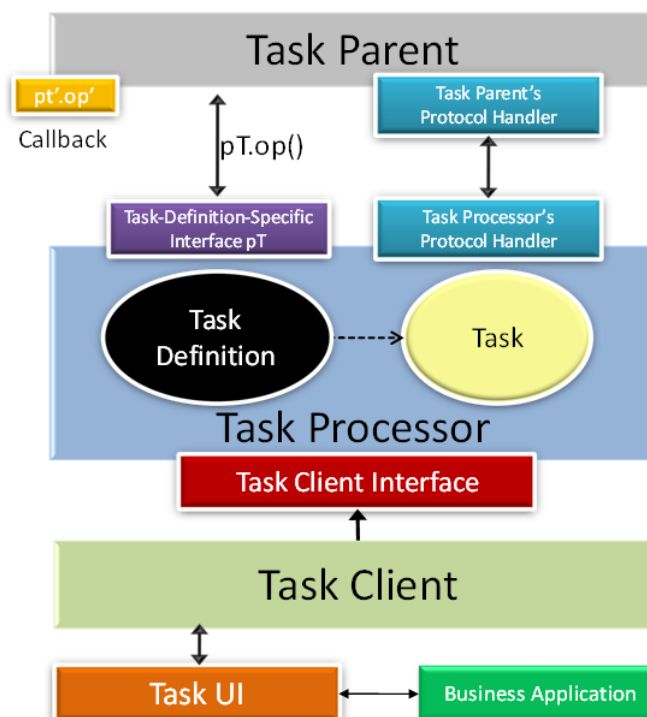 Task Parent
pt'.op'
Callback
Task Parent's
Protocol Handler
pT.op()
Task-Definition-Specific
Interface pT
Task Processor's
Protocol Handler
Task
Definition
Task
Task Processor
Task Client Interface
Task Client
Task UI
Business Application